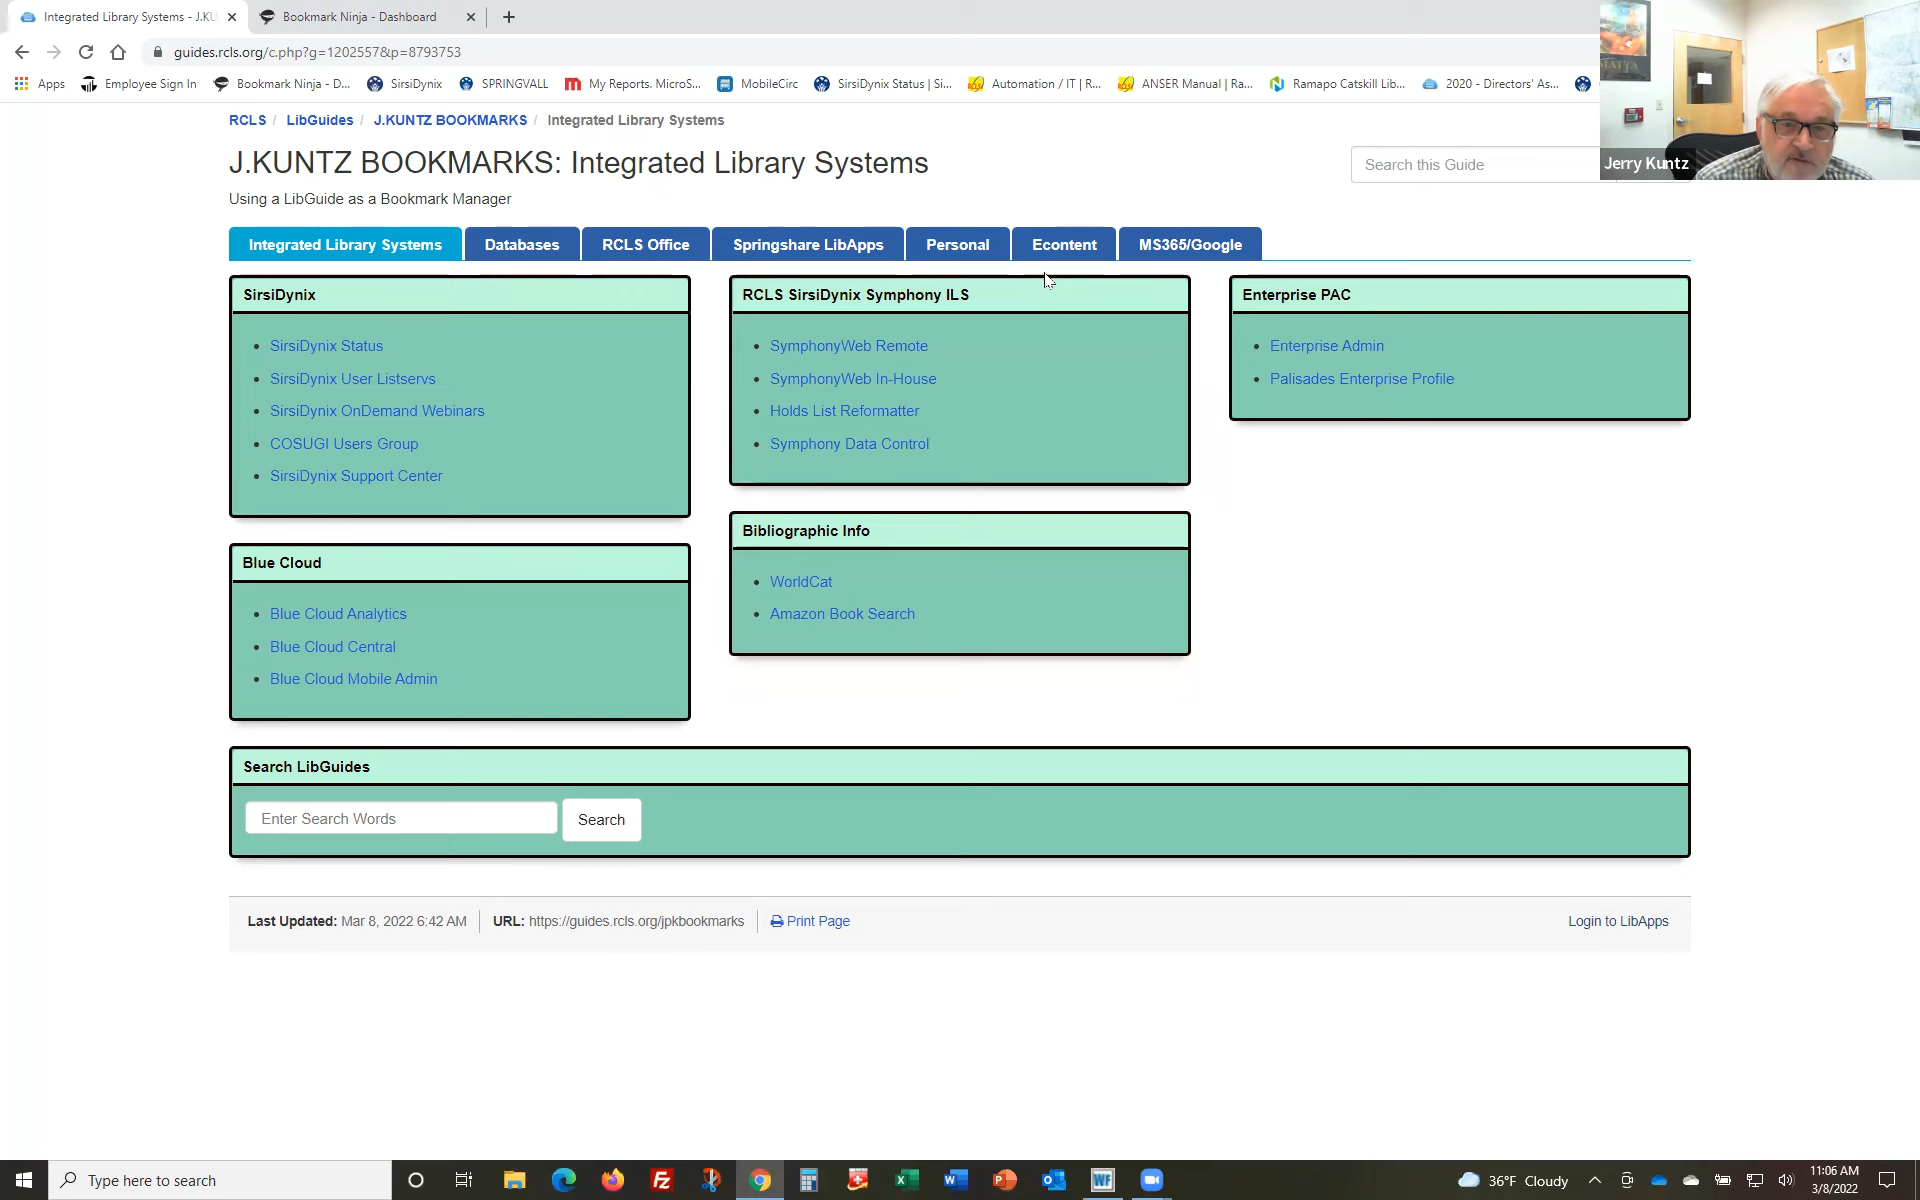 Integrated Library Systems - J.KU
Bookmark Ninja - Dashboard
guides.rcls.org/c.php?g=1202557&p=8793753
Apps
Employee Sign In
Bookmark Ninja - D...
SirsiDynix
SPRINGVALL
My Reports. MicroS...
MobileCirc
SirsiDynix Status | Si...
Automation / IT | R...
ANSER Manual | Ra...
Ramapo Catskill Lib...
2020 - Directors' As...
Jerry Kuntz
RCLS / LibGuides / J.KUNTZ BOOKMARKS / Integrated Library Systems
J.KUNTZ BOOKMARKS: Integrated Library Systems
Search this Guide
Using a LibGuide as a Bookmark Manager
Integrated Library Systems
Databases
RCLS Office
Springshare LibApps
Personal
Econtent
MS365/Google
SirsiDynix
SirsiDynix Status
SirsiDynix User Listservs
SirsiDynix OnDemand Webinars
COSUGI Users Group
SirsiDynix Support Center
Blue Cloud
Blue Cloud Analytics
Blue Cloud Central
Blue Cloud Mobile Admin
RCLS SirsiDynix Symphony ILS
SymphonyWeb Remote
SymphonyWeb In-House
Holds List Reformatter
Symphony Data Control
Bibliographic Info
WorldCat
Amazon Book Search
Enterprise PAC
Enterprise Admin
Palisades Enterprise Profile
Search LibGuides
Enter Search Words
Search
Last Updated: Mar 8, 2022 6:42 AM
URL: https://guides.rcls.org/jpkbookmarks
Print Page
Login to LibApps
Type here to search
36°F Cloudy
11:06 AM
3/8/2022